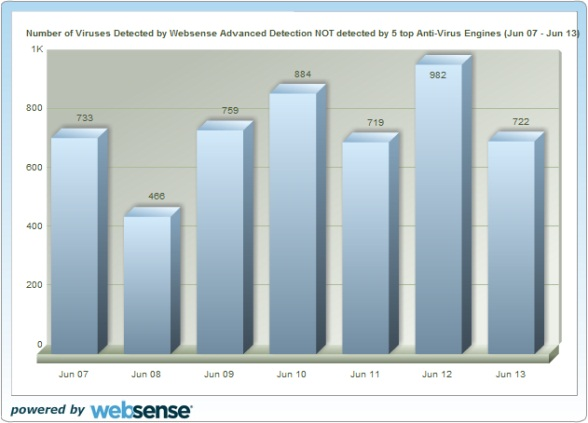 Number of Viruses Detected by Websense Advanced Detection NOT detected by 5 top Anti-Virus Engines (Jun 07 - Jun 13)
1K
800
600
400
200
0
733
466
759
884
719
982
722
Jun 07
Jun 08
Jun 09
Jun 10
Jun 11
Jun 12
Jun 13
powered by websense